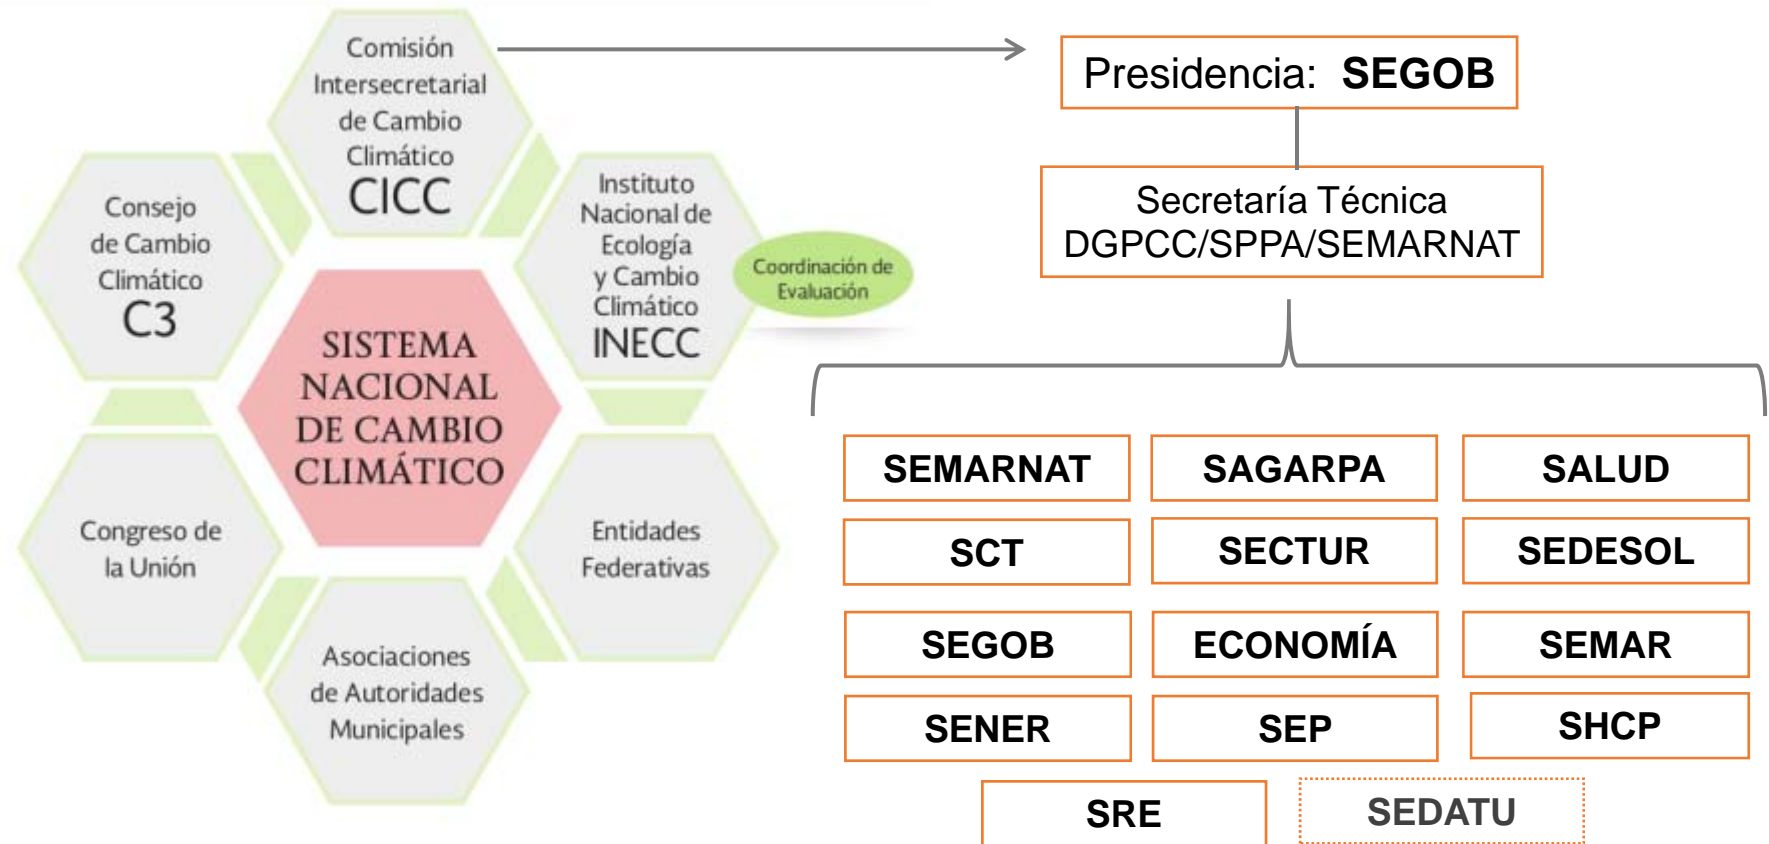 Comisión
Intersecretarial
de Cambio
Climático
CICC
Consejo
de Cambio
Climático
C3
Instituto
Nacional de
Ecología
y Cambio
Climático
INECC
Coordinación de
Evaluación
SISTEMA
NACIONAL
DE CAMBIO
CLIMÁTICO
Congreso de
la Unión
Entidades
Federativas
Asociaciones
de Autoridades
Municipales
Presidencia: SEGOB
Secretaría Técnica
DGPCC/SPPA/SEMARNAT
SEMARNAT
SAGARPA
SALUD
SCT
SECTUR
SEDESOL
SEGOB
ECONOMÍA
SEMAR
SENER
SEP
SHCP
SRE
SEDATU